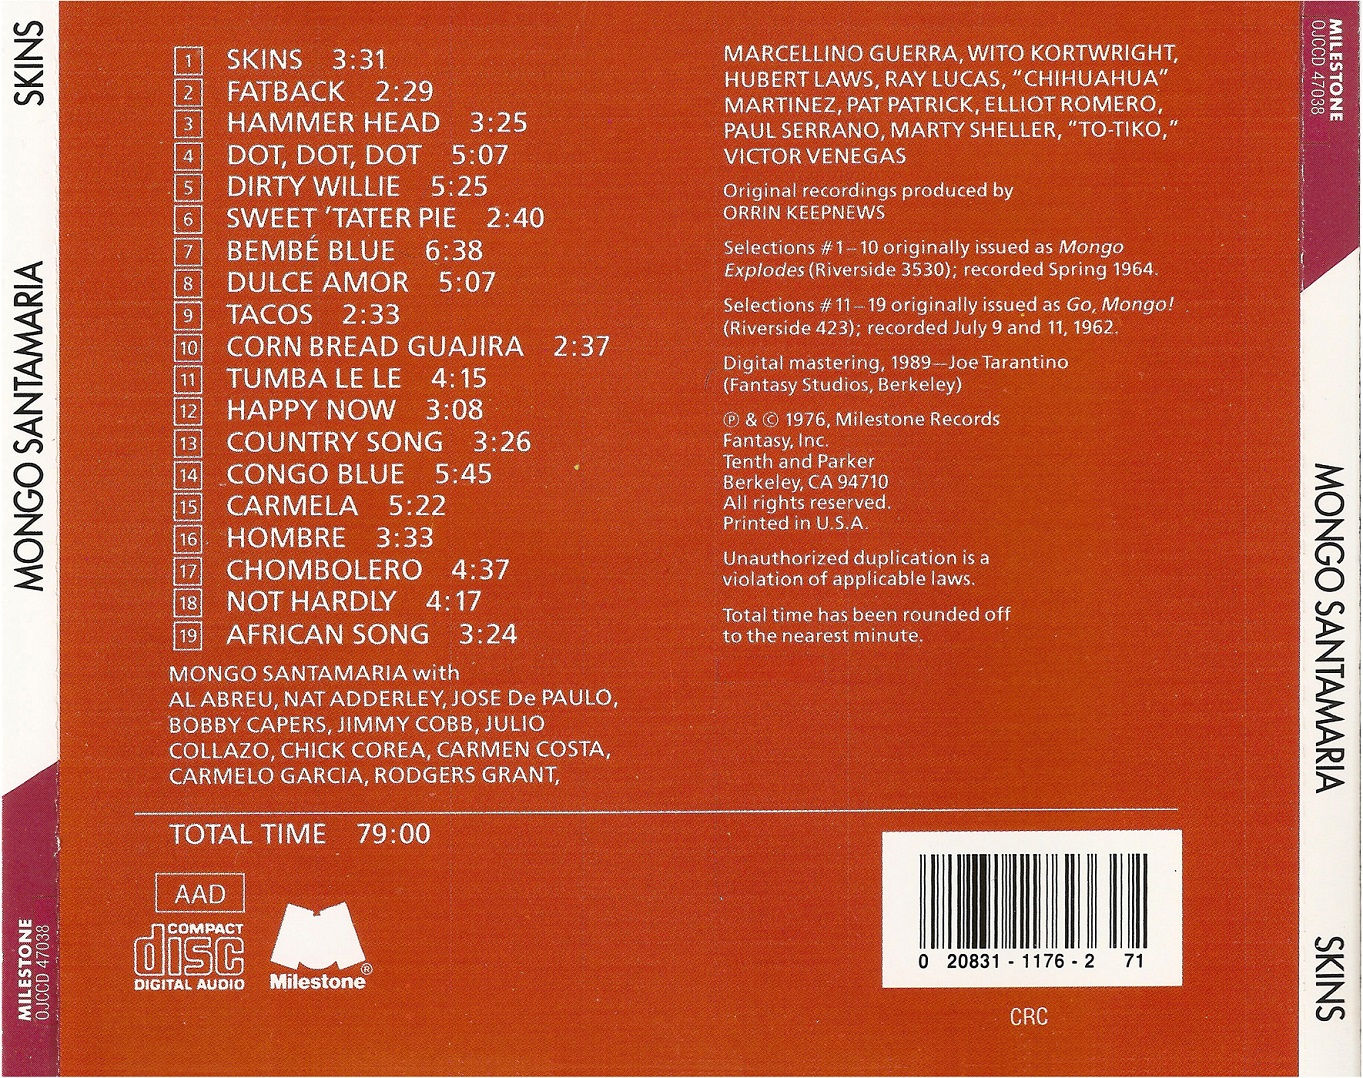 MONGO SANTAMARIA SKINS
MILESTONE
OJCCD 47038
1 SKINS 3:31
2 FATBACK 2:29
3 HAMMER HEAD 3:25
4 DOT, DOT, DOT 5:07
5 DIRTY WILLIE 5:25
6 SWEET ’TATER PIE 2:40
7 BEMBÉ BLUE 6:38
8 DULCE AMOR 5:07
9 TACOS 2:33
10 CORN BREAD GUAJIRA 2:37
11 TUMBA LE LE 4:15
12 HAPPY NOW 3:08
13 COUNTRY SONG 3:26
14 CONGO BLUE 5:45
15 CARMELA 5:22
16 HOMBRE 3:33
17 CHOMBOLERO 4:37
18 NOT HARDLY 4:17
19 AFRICAN SONG 3:24
MONGO SANTAMARIA with
AL ABREU, NAT ADDERLEY, JOSE De PAULO,
BOBBY CAPERS, JIMMY COBB, JULIO
COLLAZO, CHICK COREA, CARMEN COSTA,
CARMELO GARCIA, RODGERS GRANT,
MARCELLINO GUERRA, WITO KORTWRIGHT,
HUBERT LAWS, RAY LUCAS, “CHIHUAHUA”
MARTINEZ, PAT PATRICK, ELLIOT ROMERO,
PAUL SERRANO, MARTY SHELLER, “TO-TIKO,”
VICTOR VENEGAS
Original recordings produced by
ORRIN KEEPNEWS
Selections #1–10 originally issued as Mongo
Explodes (Riverside 3530); recorded Spring 1964.
Selections #11–19 originally issued as Go, Mongo!
(Riverside 423); recorded July 9 and 11, 1962.
Digital mastering, 1989—Joe Tarantino
(Fantasy Studios, Berkeley)
℗ & © 1976, Milestone Records
Fantasy, Inc.
Tenth and Parker
Berkeley, CA 94710
All rights reserved.
Printed in U.S.A.
Unauthorized duplication is a
violation of applicable laws.
Total time has been rounded off
to the nearest minute.
TOTAL TIME 79:00
AAD
COMPACT
disc
DIGITAL AUDIO
Milestone®
0 20831-1176-2 71
CRC
MILESTONE
OJCCD 47038
MONGO SANTAMARIA SKINS